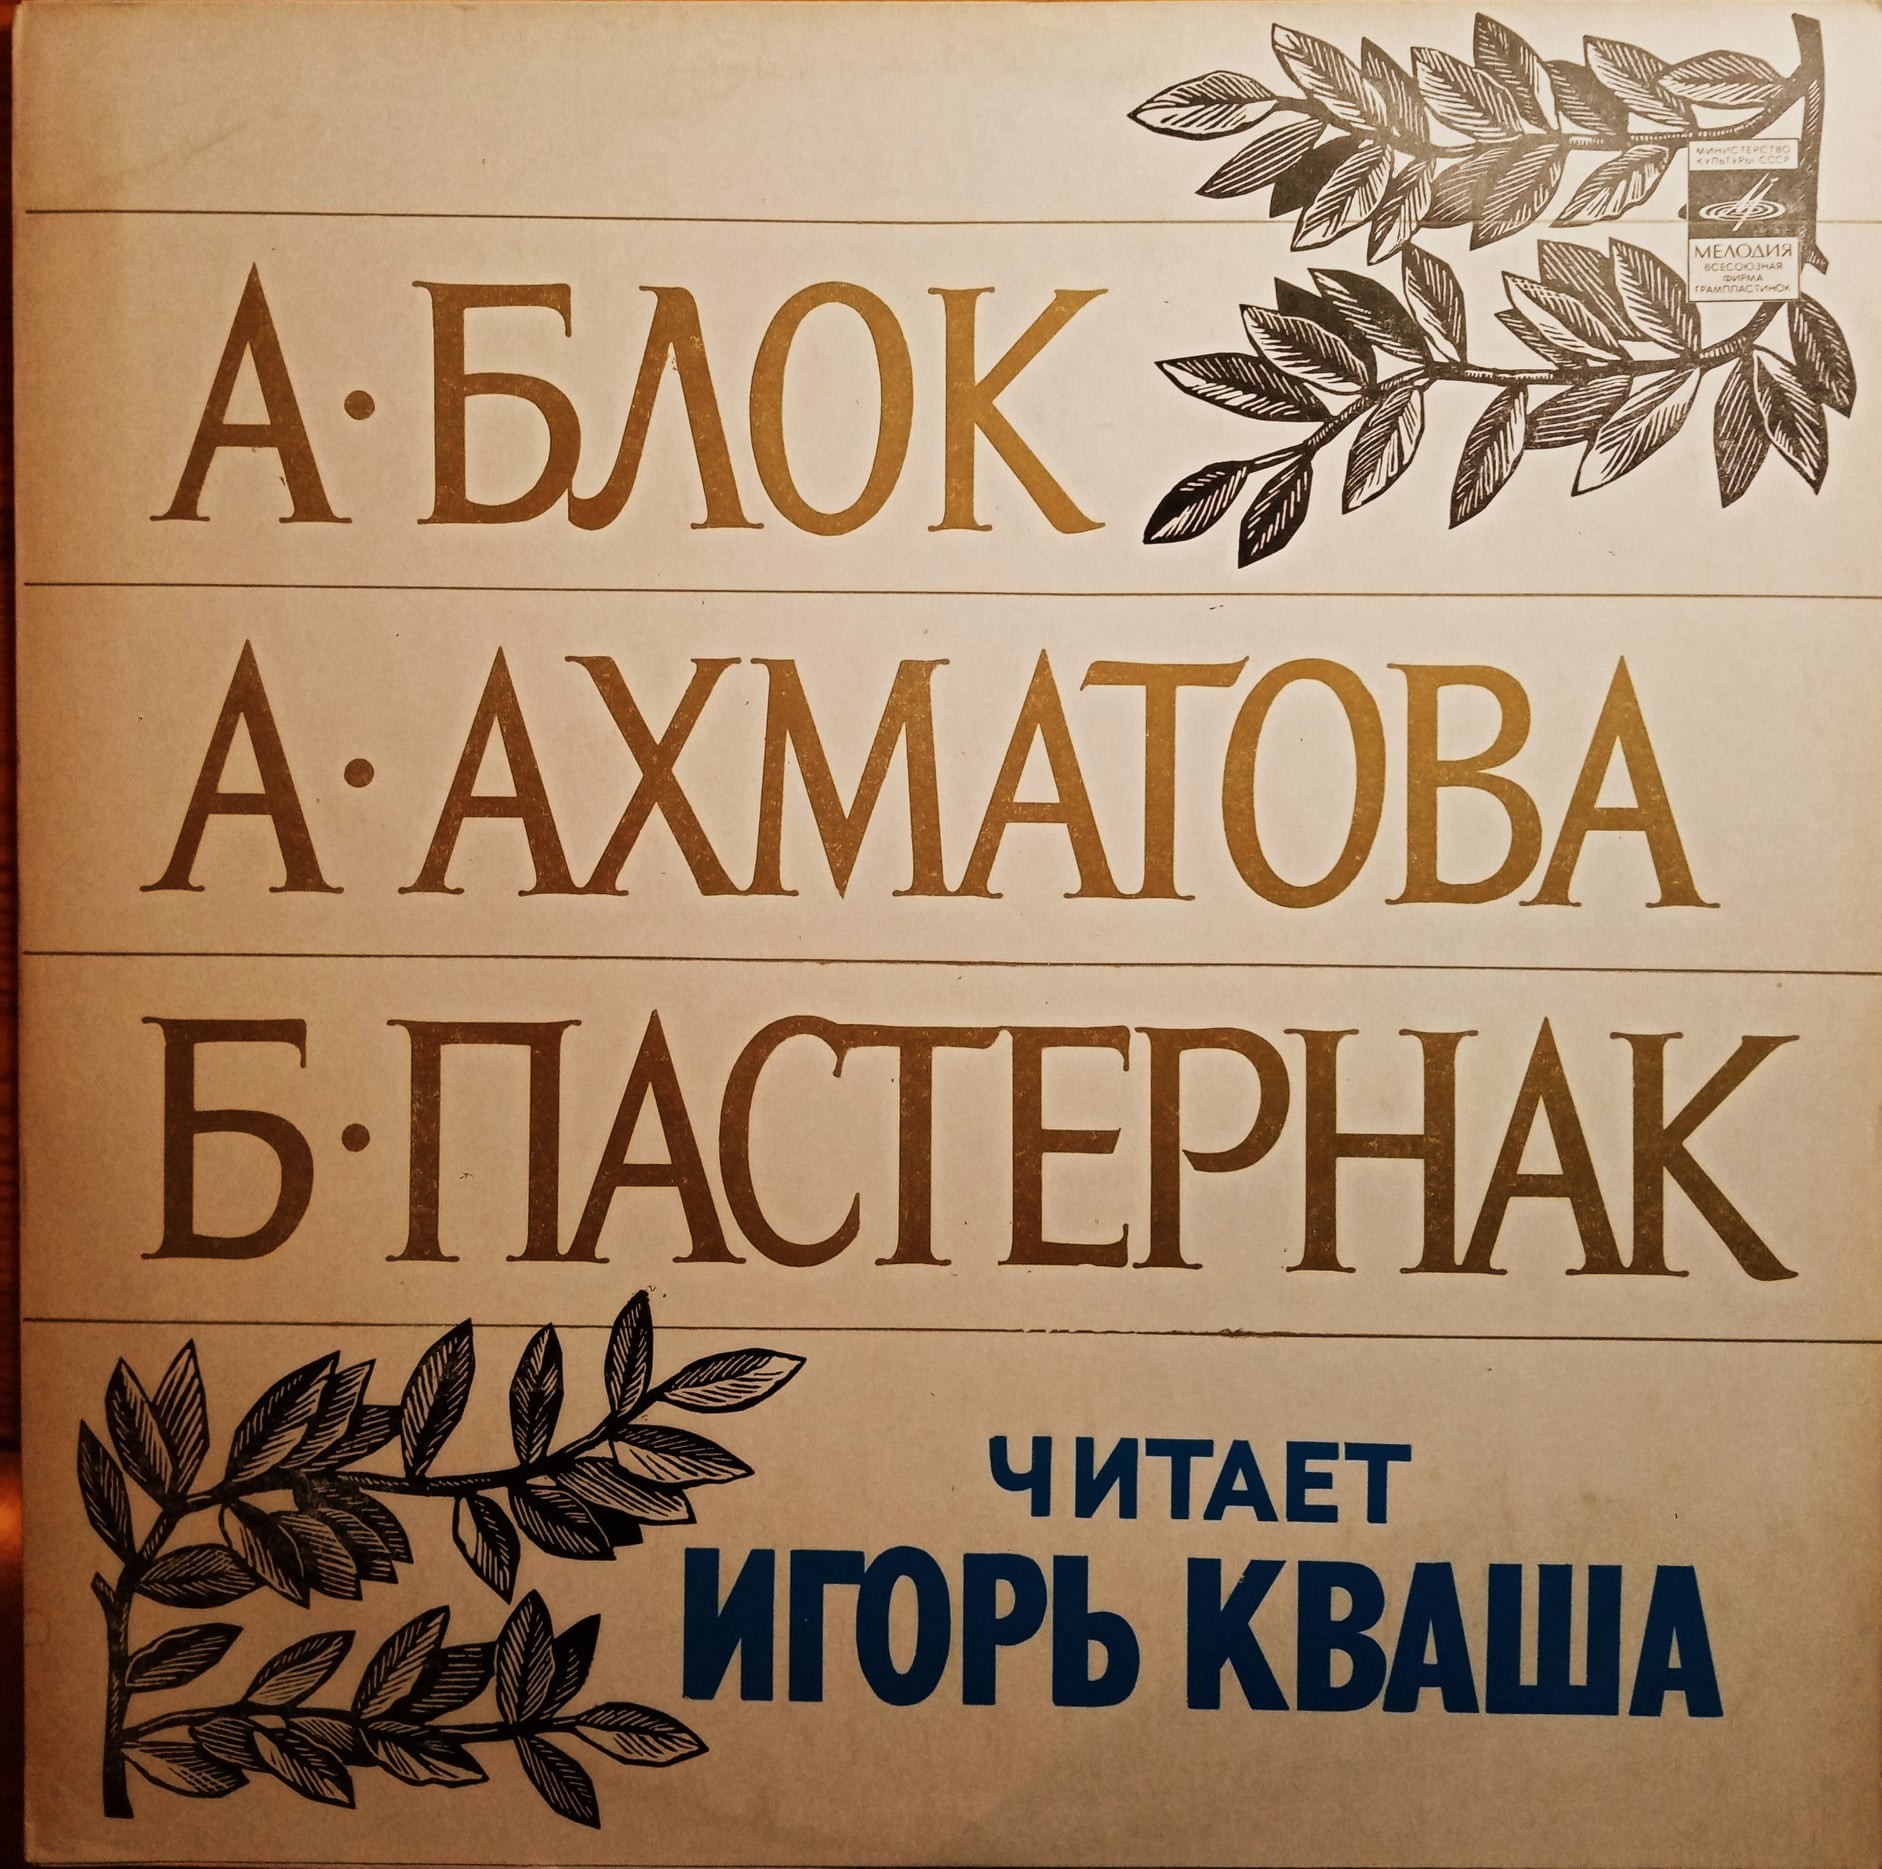 МИНИСТЕРСТВО
КУЛЬТУРЫ СССР
МЕЛОДИЯ
ВСЕСОЮЗНАЯ
ФИРМА
ГРАМПЛАСТИНОК
А·БЛОК
А·АХМАТОВА
Б·ПАСТЕРНАК
ЧИТАЕТ
ИГОРЬ КВАША